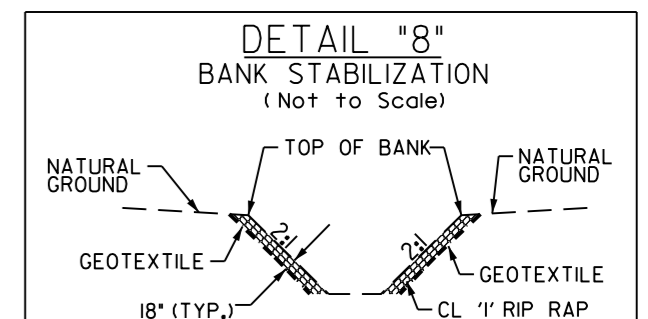 DETAIL "8"
BANK STABILIZATION
(Not to Scale)
TOP OF BANK
NATURAL
GROUND
NATURAL
GROUND
2:1
2:1
GEOTEXTILE
GEOTEXTILE
18" (TYP.)
CL 'I' RIP RAP